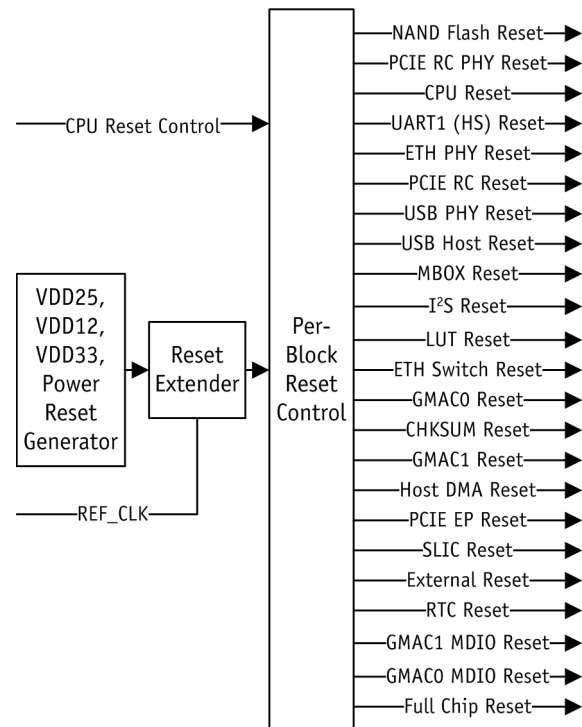 NAND Flash Reset
PCIE RC PHY Reset
CPU Reset
CPU Reset Control
UART1 (HS) Reset
ETH PHY Reset
PCIE RC Reset
USB PHY Reset
USB Host Reset
MBOX Reset
I²S Reset
LUT Reset
ETH Switch Reset
GMAC0 Reset
CHKSUM Reset
GMAC1 Reset
Host DMA Reset
PCIE EP Reset
SLIC Reset
External Reset
RTC Reset
GMAC1 MDIO Reset
GMAC0 MDIO Reset
Full Chip Reset
VDD25,
VDD12,
VDD33,
Power
Reset
Generator
Reset
Extender
Per-
Block
Reset
Control
REF_CLK